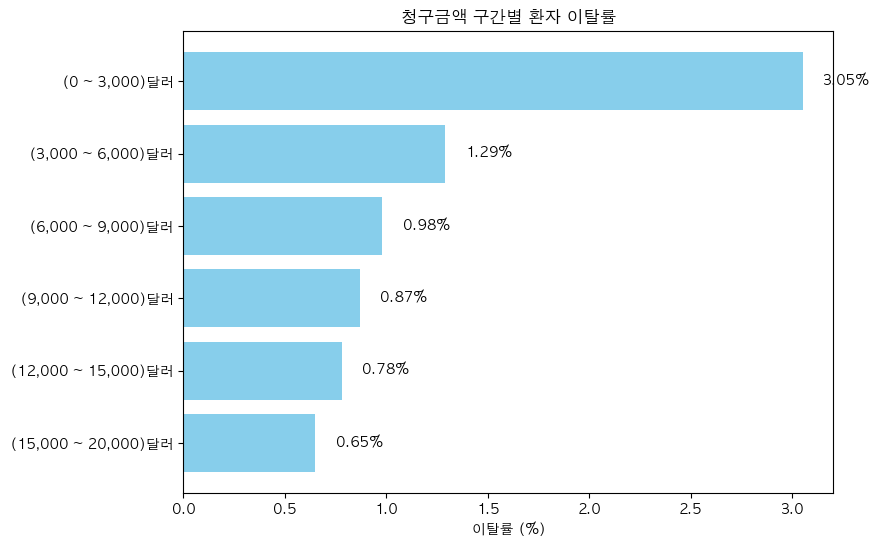 청구금액 구간별 환자 이탈률
(0 ~ 3,000)달러
3.05%
(3,000 ~ 6,000)달러
1.29%
(6,000 ~ 9,000)달러
0.98%
(9,000 ~ 12,000)달러
0.87%
(12,000 ~ 15,000)달러
0.78%
(15,000 ~ 20,000)달러
0.65%
0.0 0.5 1.0 1.5 2.0 2.5 3.0
이탈률 (%)